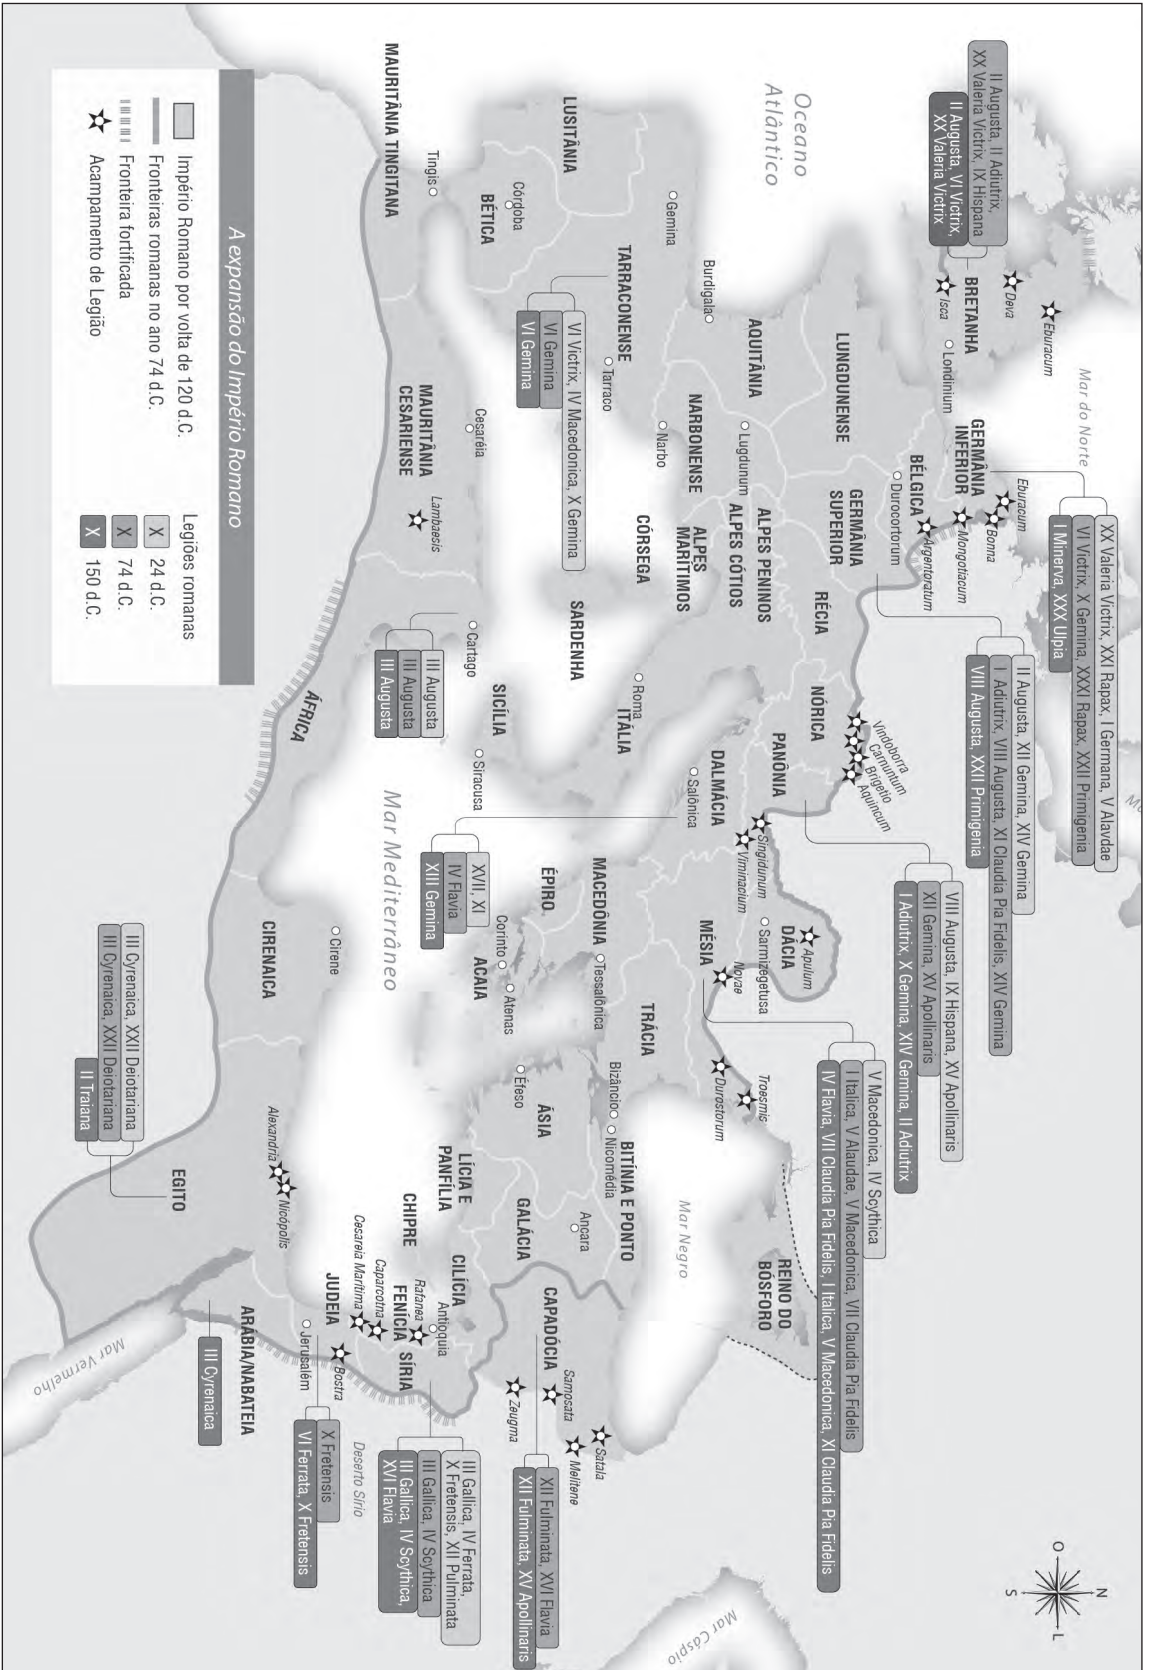 A expansão do Império Romano
Império Romano por volta de 120 d.C.
Fronteiras romanas no ano 74 d.C.
Fronteira fortificada
Acampamento de Legião
Legiões romanas
X 24 d.C.
X 74 d.C.
X 150 d.C.
N
S
O
L
Oceano
Atlântico
Mar do Norte
Mar Mediterrâneo
Mar Negro
Mar Cáspio
Mar Vermelho
Deserto Sírio
II Augusta, II Adiutrix,
XX Valeria Victrix, IX Hispana
II Augusta, VI Victrix,
XX Valeria Victrix
BRETANHA
Eburacum
Deva
Isca
Londinium
XX Valeria Victrix, XXI Rapax, I Germana, V Alavdae
VI Victrix, X Gemina, XXXI Rapax, XXII Primigenia
I Minerva, XXX Ulpia
GERMÂNIA
INFERIOR
Eburacum
Bonna
Mongotiacum
Argentoratum
BÉLGICA
Durocortorum
GERMÂNIA
SUPERIOR
II Augusta, XII Gemina, XIV Gemina
I Adiutrix, VIII Augusta, XI Claudia Pia Fidelis, XIV Gemina
VIII Augusta, XXII Primigenia
LUNGDUNENSE
AQUITÂNIA
Burdigala
Lugdunum
NARBONENSE
Narbo
ALPES PENINOS
ALPES CÓTIOS
ALPES
MARÍTIMOS
RÉCIA
NÓRICA
PANÔNIA
Vindoborra
Carnuntum
Brigetio
Aquincum
VIII Augusta, IX Hispana, XV Apollinaris
XII Gemina, XV Apollinaris
I Adiutrix, X Gemina, XIV Gemina, II Adiutrix
Gemina
TARRACONENSE
Tarraco
VI Victrix, IV Macedonica, X Gemina
VI Gemina
VI Gemina
LUSITÂNIA
BÉTICA
Córdoba
Tingis
MAURITÂNIA TINGITANA
MAURITÂNIA
CESARIENSE
Cesaréia
Lambaesis
CÓRSEGA
SARDENHA
Roma
ITÁLIA
SICÍLIA
Siracusa
Cartago
III Augusta
III Augusta
III Augusta
ÁFRICA
DALMÁCIA
Salônica
XVII, XI
IV Flavia
XIII Gemina
Singidunum
Viminacium
DÁCIA
Apulum
Sarmizegetusa
MÉSIA
Novae
Durostorum
Troesmis
V Macedonica, IV Scythica
I Italica, V Alaudae, V Macedonica, VII Claudia Pia Fidelis
IV Flavia, VII Claudia Pia Fidelis, I Italica, V Macedonica, XI Claudia Pia Fidelis
TRÁCIA
MACEDÔNIA
Tessalônica
ÉPIRO
ACAIA
Corinto
Atenas
Bizâncio
Nicomédia
BITÍNIA E PONTO
REINO DO
BÓSFORO
ÁSIA
Éfeso
GALÁCIA
Ancara
LÍCIA E
PANFÍLIA
CILÍCIA
CHIPRE
CAPADÓCIA
Samosata
Zeugma
Satala
Melitene
XII Fulminata, XVI Flavia
XII Fulminata, XV Apollinaris
SÍRIA
FENÍCIA
Antioquia
Rafanea
Caparcotna
Cesareia Marítima
III Gallica, IV Ferrata,
X Fretensis, XII Pulminata
III Gallica, IV Scythica
III Gallica, IV Scythica,
XVI Flavia
JUDEIA
Jerusalém
Bostra
X Fretensis
VI Ferrata, X Fretensis
ARÁBIA/NABATEIA
III Cyrenaica
CIRENAICA
Cirene
EGITO
Alexandria
Nicópolis
III Cyrenaica, XXII Deiotariana
III Cyrenaica, XXII Deiotariana
II Traiana